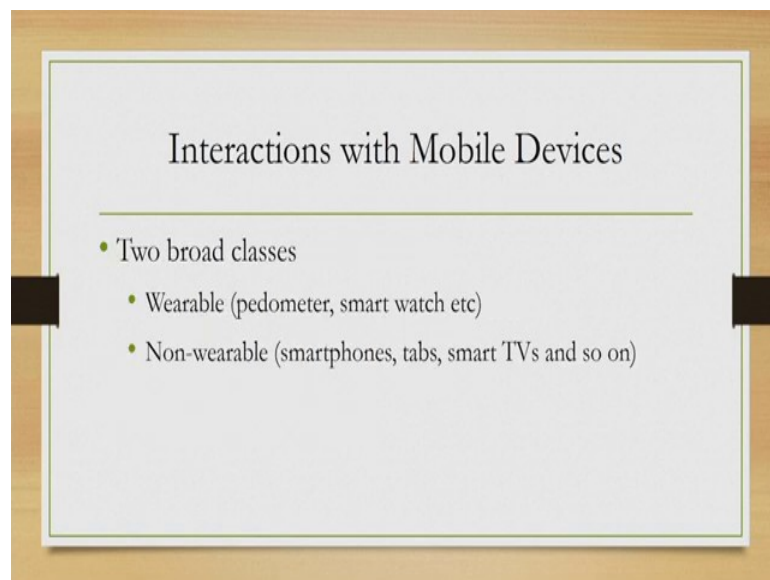 Interactions with Mobile Devices
• Two broad classes
• Wearable (pedometer, smart watch etc)
• Non-wearable (smartphones, tabs, smart TVs and so on)